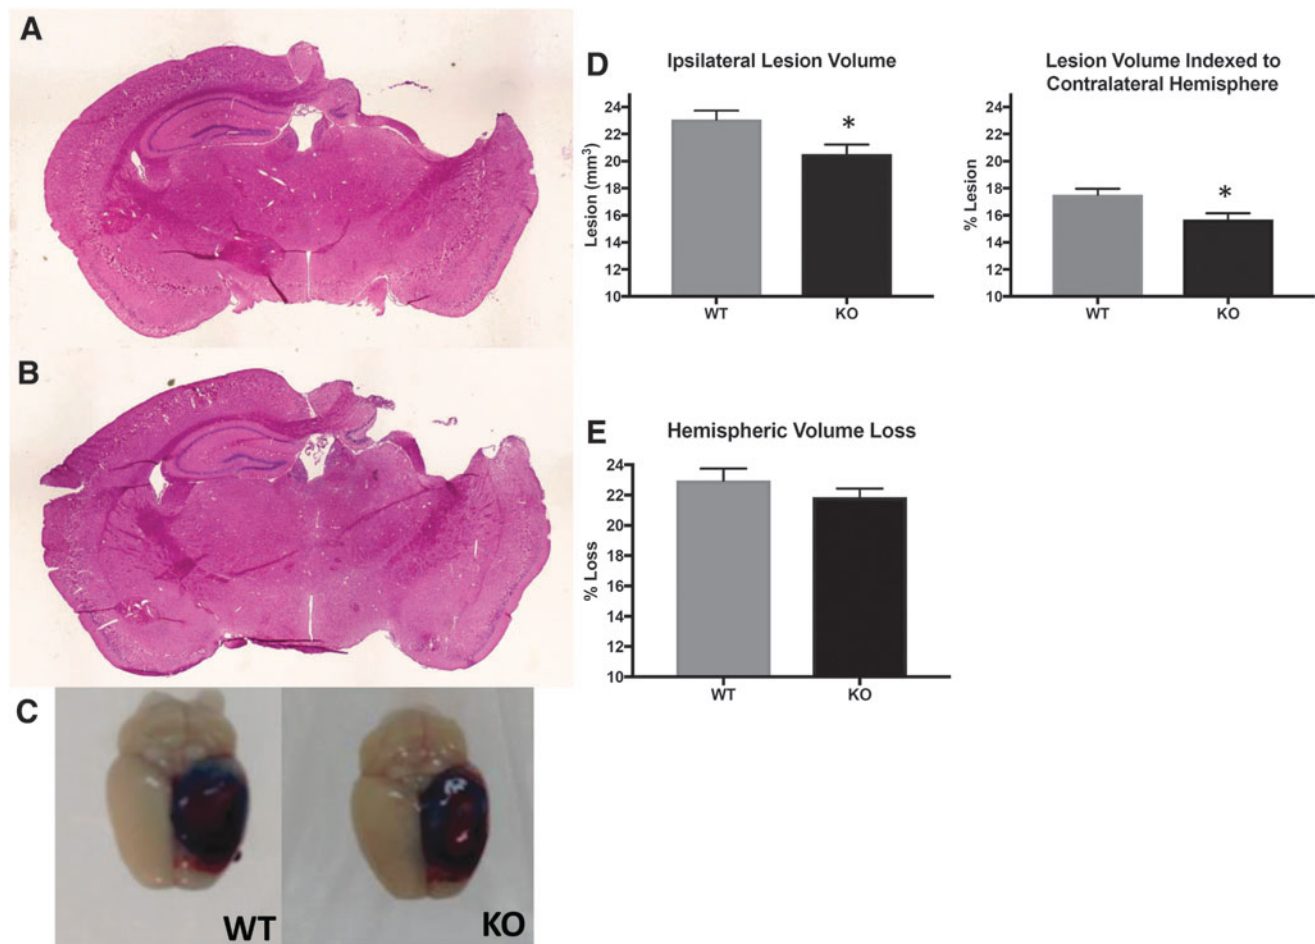 A
B
C
WT
KO
D
Ipsilateral Lesion Volume
Lesion (mm³)
24
22
20
18
16
14
12
10
*
WT
KO
Lesion Volume Indexed to
Contralateral Hemisphere
% Lesion
24
22
20
18
16
14
12
10
*
WT
KO
E
Hemispheric Volume Loss
% Loss
24
22
20
18
16
14
12
10
WT
KO